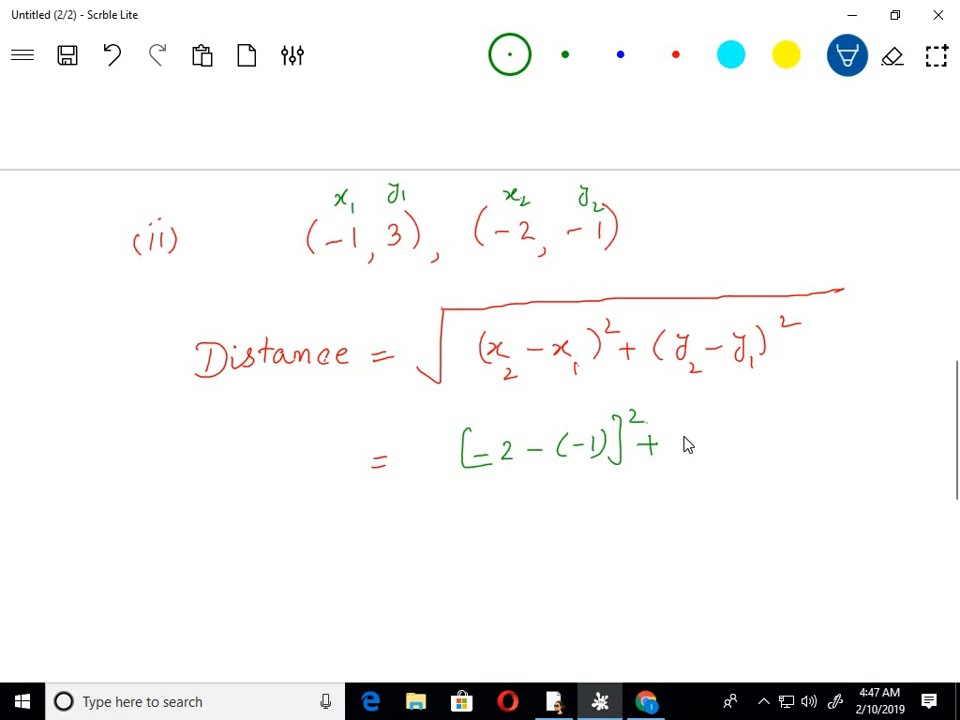 Untitled (2/2) - Scrble Lite
x₁ y₁ x₂ y₂
(ii) (-1, 3), (-2, -1)
Distance = √(x₂ - x₁)² + (y₂ - y₁)²
= [-2 - (-1)]² +
Type here to search
4:47 AM
2/10/2019